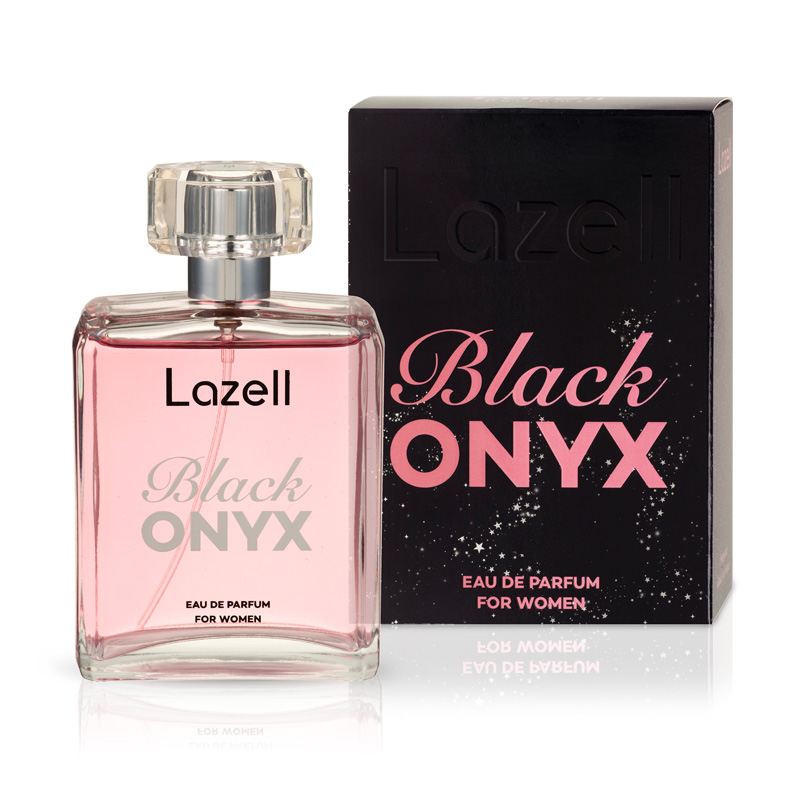 Lazell
Black
ONYX
EAU DE PARFUM
FOR WOMEN
Lazell
Black
ONYX
EAU DE PARFUM
FOR WOMEN
Lazell